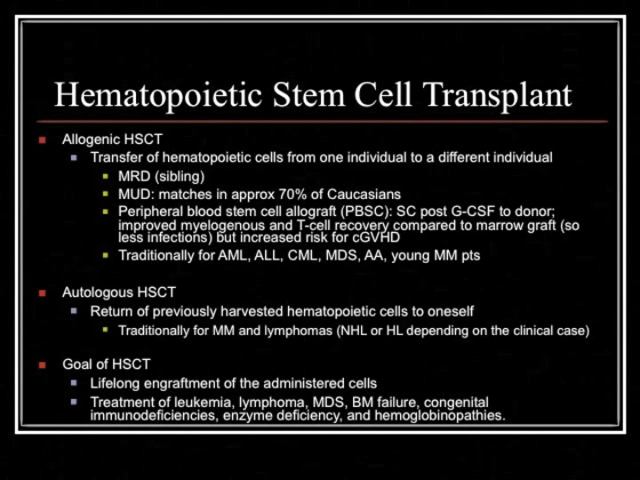 Hematopoietic Stem Cell Transplant
Allogenic HSCT
Transfer of hematopoietic cells from one individual to a different individual
MRD (sibling)
MUD: matches in approx 70% of Caucasians
Peripheral blood stem cell allograft (PBSC): SC post G-CSF to donor;
improved myelogenous and T-cell recovery compared to marrow graft (so
less infections) but increased risk for cGVHD
Traditionally for AML, ALL, CML, MDS, AA, young MM pts
Autologous HSCT
Return of previously harvested hematopoietic cells to oneself
Traditionally for MM and lymphomas (NHL or HL depending on the clinical case)
Goal of HSCT
Lifelong engraftment of the administered cells
Treatment of leukemia, lymphoma, MDS, BM failure, congenital
immunodeficiencies, enzyme deficiency, and hemoglobinopathies.